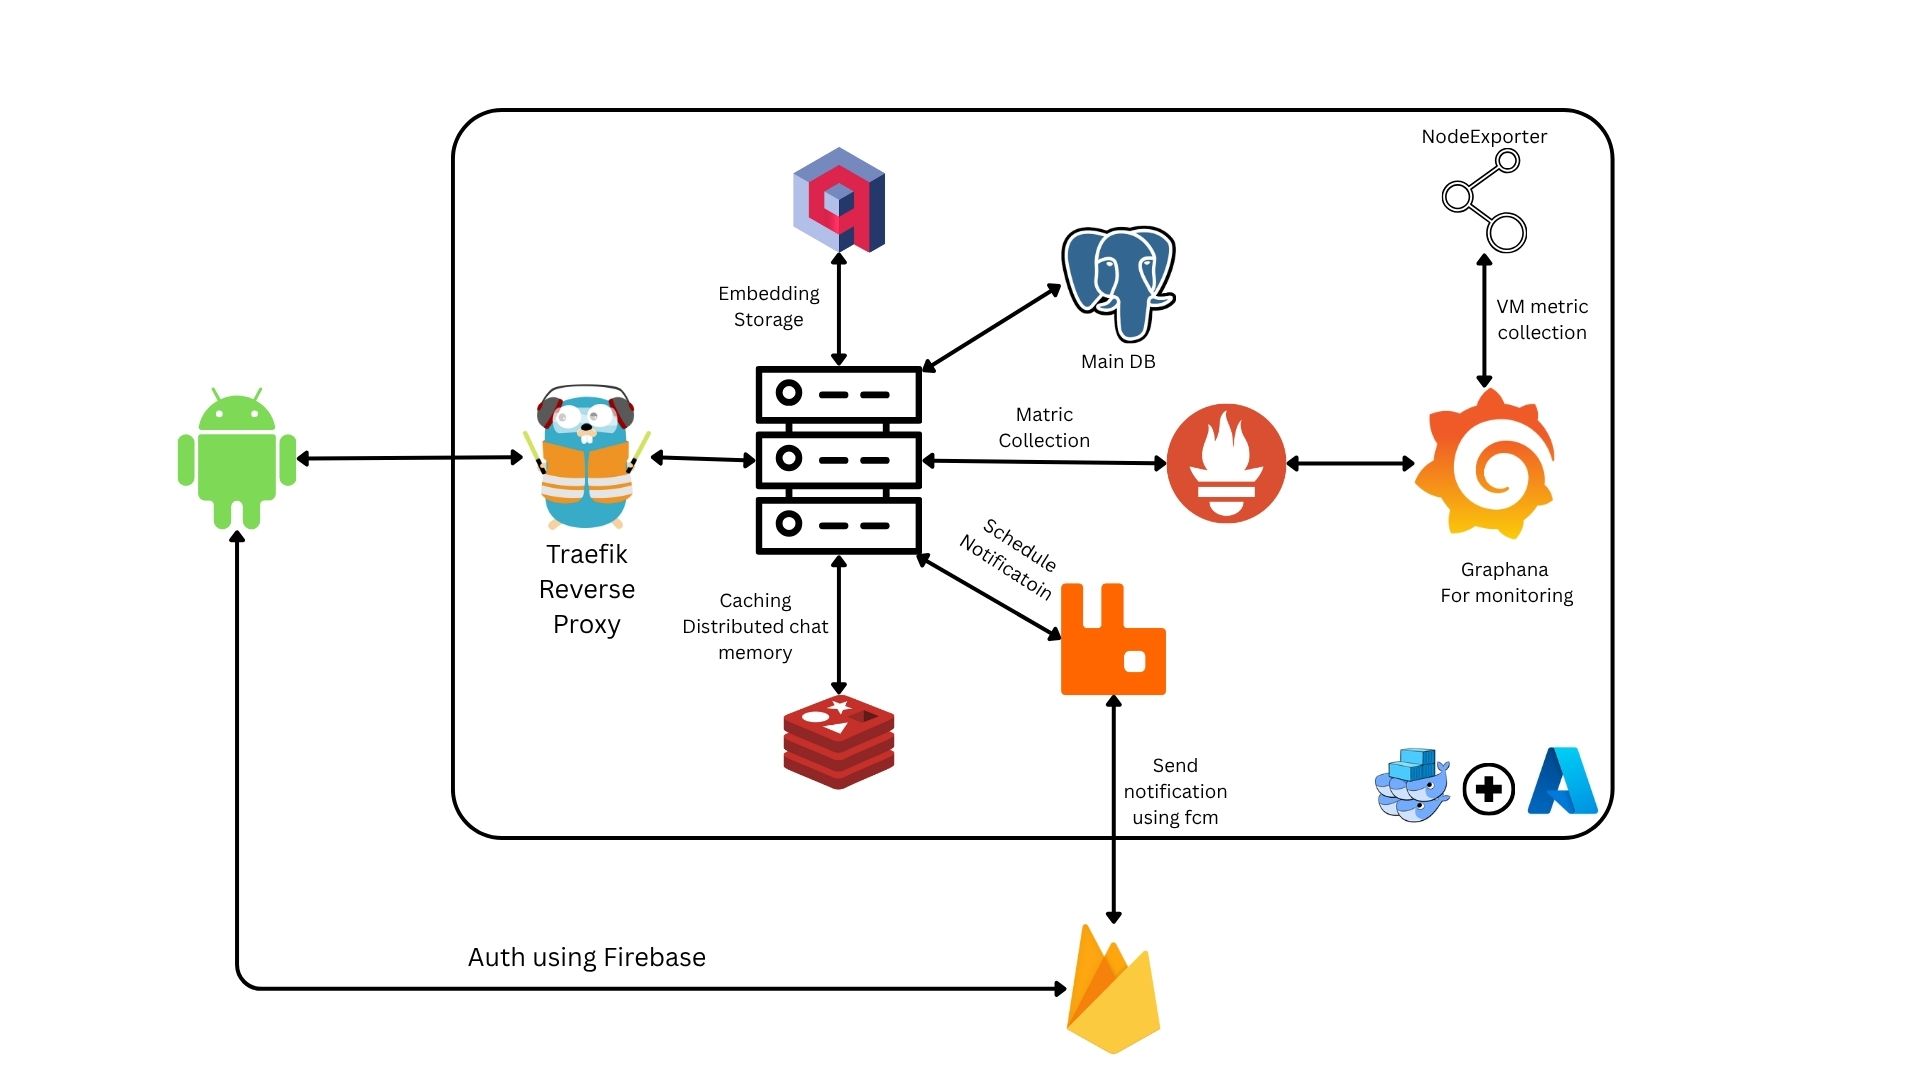 NodeExporter
Embedding
Storage
VM metric
collection
Main DB
Matric
Collection
Schedule
Notificatoin
Traefik
Reverse
Proxy
Graphana
For monitoring
Caching
Distributed chat
memory
Send
notification
using fcm
Auth using Firebase